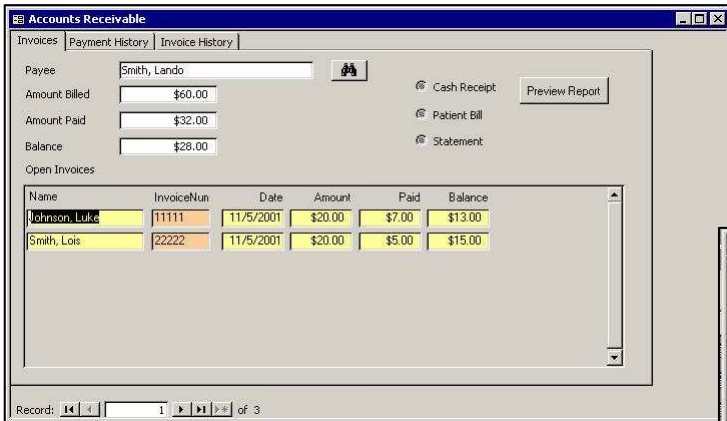 Accounts Receivable
Invoices Payment History Invoice History
Payee Smith, Lando
Cash Receipt Preview Report
Amount Billed $60.00
Patient Bill
Amount Paid $32.00
Statement
Balance $28.00
Open Invoices
Name InvoiceNun Date Amount Paid Balance
Johnson, Luke 11111 11/5/2001 $20.00 $7.00 $13.00
Smith, Lois 22222 11/5/2001 $20.00 $5.00 $15.00
Record: 1 of 3